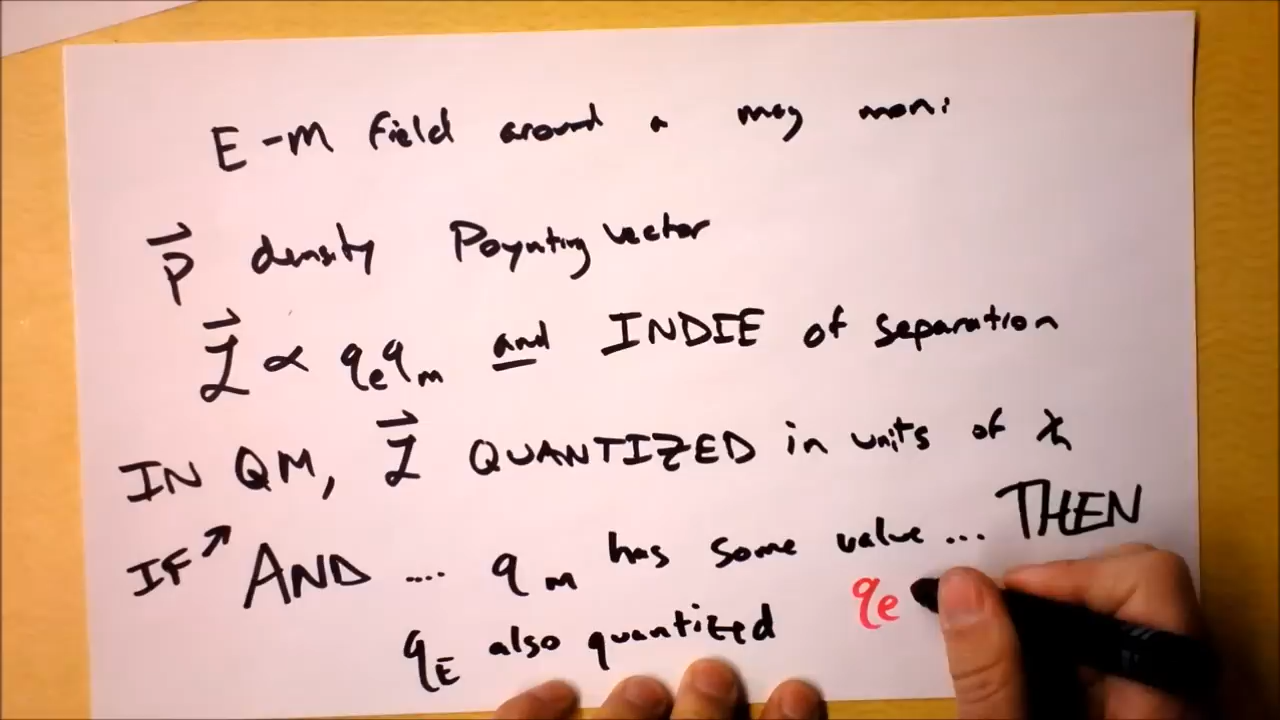 E-M field around a mag mon.
P⃗ density Poynting vector
L⃗ ∝ qₑqₘ and INDIE of separation
IN QM, L⃗ QUANTIZED in units of ℏ
IF ↗ AND .... qₘ has some value ... THEN
q_E also quantized qₑ